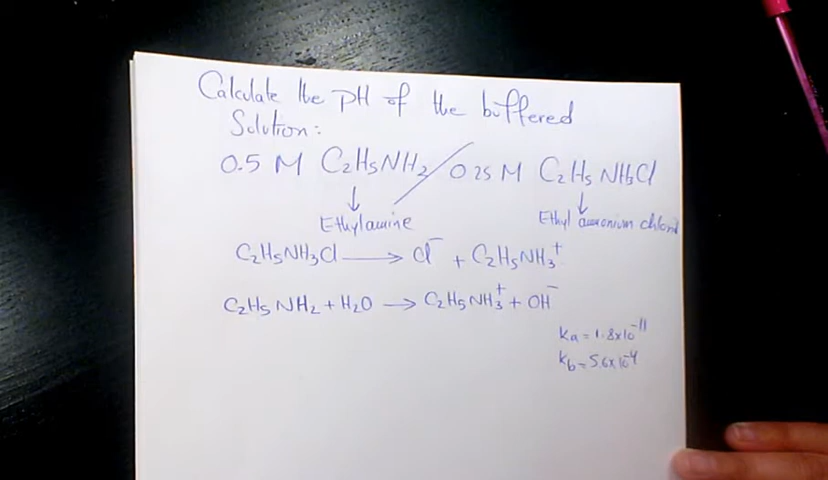 Calculate the pH of the buffered
Solution:
0.5 M C2H5NH2 / 0.25 M C2H5NH3Cl
↓ ↓
Ethylamine Ethyl ammonium chlorid
C2H5NH3Cl → Cl⁻ + C2H5NH3⁺
C2H5NH2 + H2O → C2H5NH3⁺ + OH⁻
Ka = 1.8x10⁻¹¹
Kb = 5.6x10⁻⁴